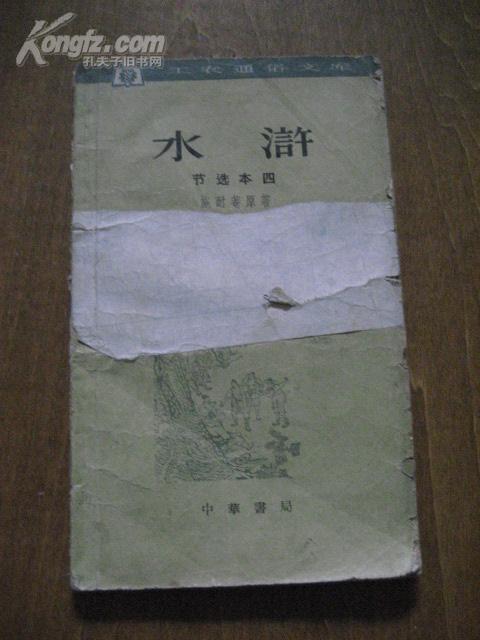 Kongfz.com
孔夫子旧书网
工农通俗文库
水滸
节选本四
施耐菴原著
中華書局